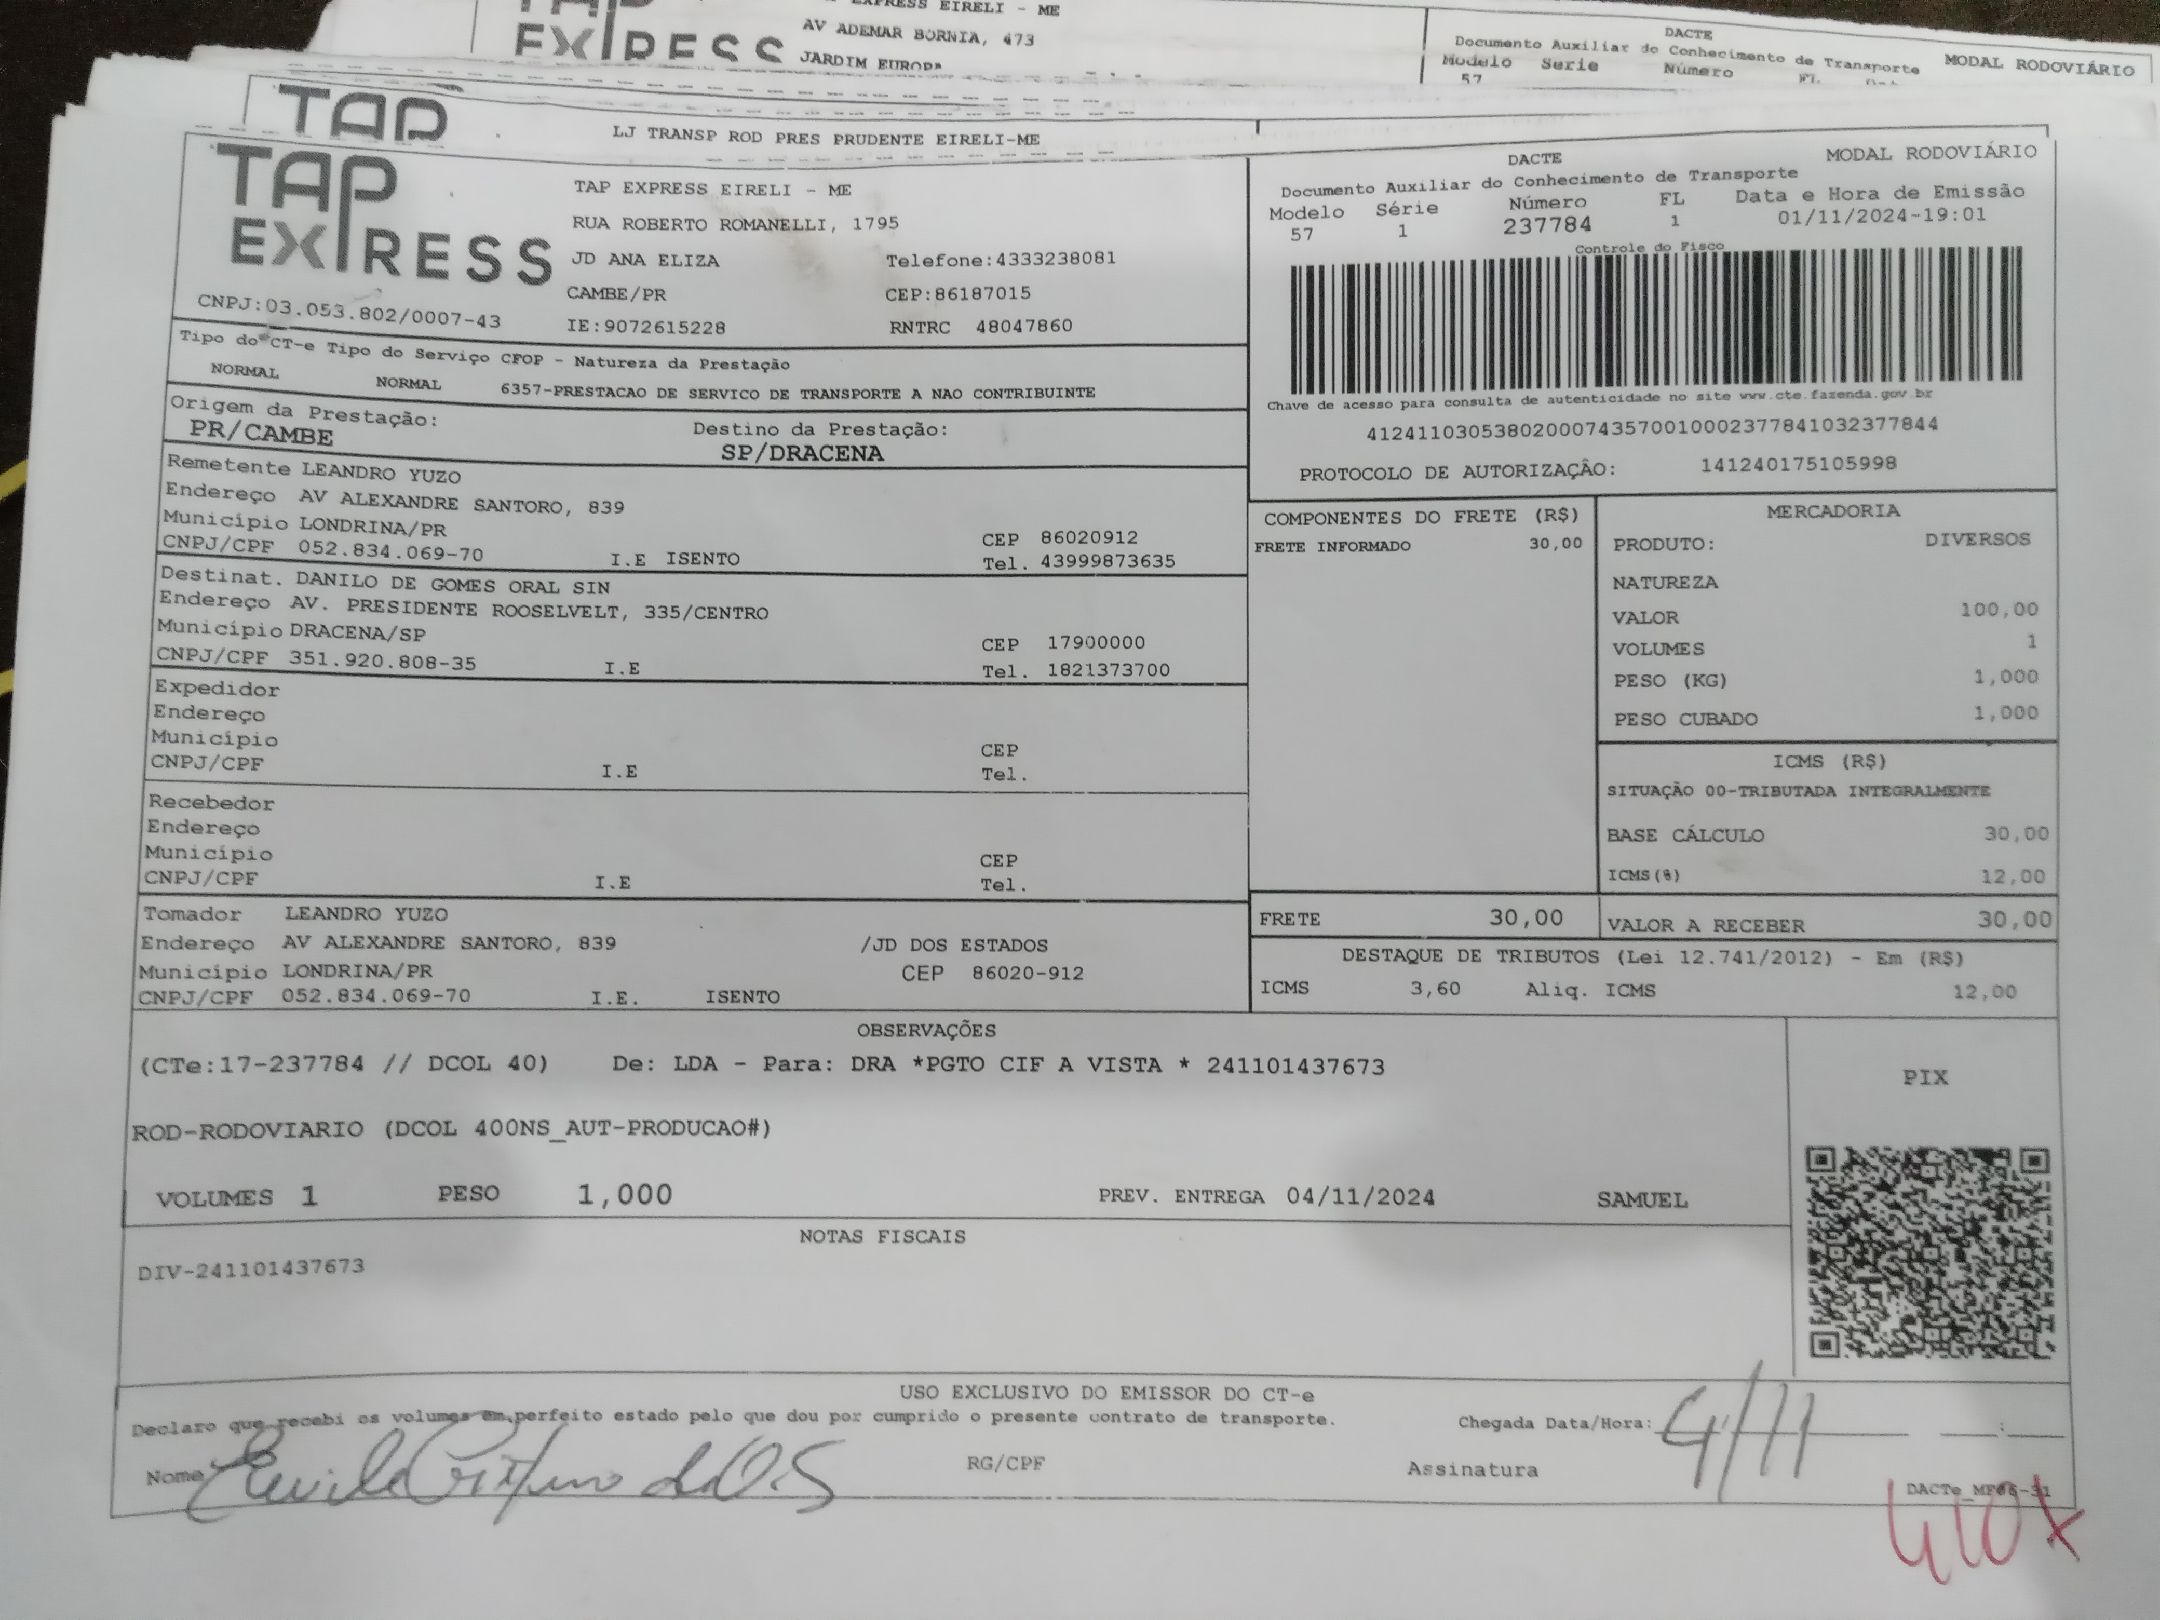 EXPRESS EIRELI - ME
AV ADEMAR BORNIA, 473
JARDIM EUROPA
DACTE
Documento Auxiliar do Conhecimento de Transporte
MODAL RODOVIÁRIO
Modelo Serie Número FL
57
TAP
LJ TRANSP ROD PRES PRUDENTE EIRELI-ME
TAP EXPRESS
TAP EXPRESS EIRELI - ME
RUA ROBERTO ROMANELLI, 1795
JD ANA ELIZA Telefone:4333238081
CAMBE/PR CEP:86187015
CNPJ:03.053.802/0007-43 IE:9072615228 RNTRC 48047860
DACTE MODAL RODOVIÁRIO
Documento Auxiliar do Conhecimento de Transporte
Modelo Série Número FL Data e Hora de Emissão
57 1 237784 1 01/11/2024-19:01
Controle do Fisco
Chave de acesso para consulta de autenticidade no site www.cte.fazenda.gov.br
41241103053802000743570010002377841032377844
PROTOCOLO DE AUTORIZAÇÃO: 141240175105998
Tipo do CT-e Tipo do Serviço CFOP - Natureza da Prestação
NORMAL NORMAL 6357-PRESTACAO DE SERVICO DE TRANSPORTE A NAO CONTRIBUINTE
Origem da Prestação: Destino da Prestação:
PR/CAMBE SP/DRACENA
Remetente LEANDRO YUZO
Endereço AV ALEXANDRE SANTORO, 839
Município LONDRINA/PR CEP 86020912
CNPJ/CPF 052.834.069-70 I.E ISENTO Tel. 43999873635
Destinat. DANILO DE GOMES ORAL SIN
Endereço AV. PRESIDENTE ROOSELVELT, 335/CENTRO
Município DRACENA/SP CEP 17900000
CNPJ/CPF 351.920.808-35 I.E Tel. 1821373700
Expedidor
Endereço
Município CEP
CNPJ/CPF I.E Tel.
Recebedor
Endereço
Município CEP
CNPJ/CPF I.E Tel.
Tomador LEANDRO YUZO
Endereço AV ALEXANDRE SANTORO, 839 /JD DOS ESTADOS
Município LONDRINA/PR CEP 86020-912
CNPJ/CPF 052.834.069-70 I.E. ISENTO
COMPONENTES DO FRETE (R$)
FRETE INFORMADO 30,00
MERCADORIA
PRODUTO: DIVERSOS
NATUREZA
VALOR 100,00
VOLUMES 1
PESO (KG) 1,000
PESO CUBADO 1,000
ICMS (R$)
SITUAÇÃO 00-TRIBUTADA INTEGRALMENTE
BASE CÁLCULO 30,00
ICMS(%) 12,00
FRETE 30,00 VALOR A RECEBER 30,00
DESTAQUE DE TRIBUTOS (Lei 12.741/2012) - Em (R$)
ICMS 3,60 Aliq. ICMS 12,00
OBSERVAÇÕES
(CTe:17-237784 // DCOL 40) De: LDA - Para: DRA *PGTO CIF A VISTA * 241101437673
ROD-RODOVIARIO (DCOL 400NS_AUT-PRODUCAO#)
VOLUMES 1 PESO 1,000 PREV. ENTREGA 04/11/2024 SAMUEL
PIX
NOTAS FISCAIS
DIV-241101437673
USO EXCLUSIVO DO EMISSOR DO CT-e
Declaro que recebi os volumes em perfeito estado pelo que dou por cumprido o presente contrato de transporte.
Chegada Data/Hora: 4/11 :
Nome RG/CPF Assinatura
DACTe_MF06-31